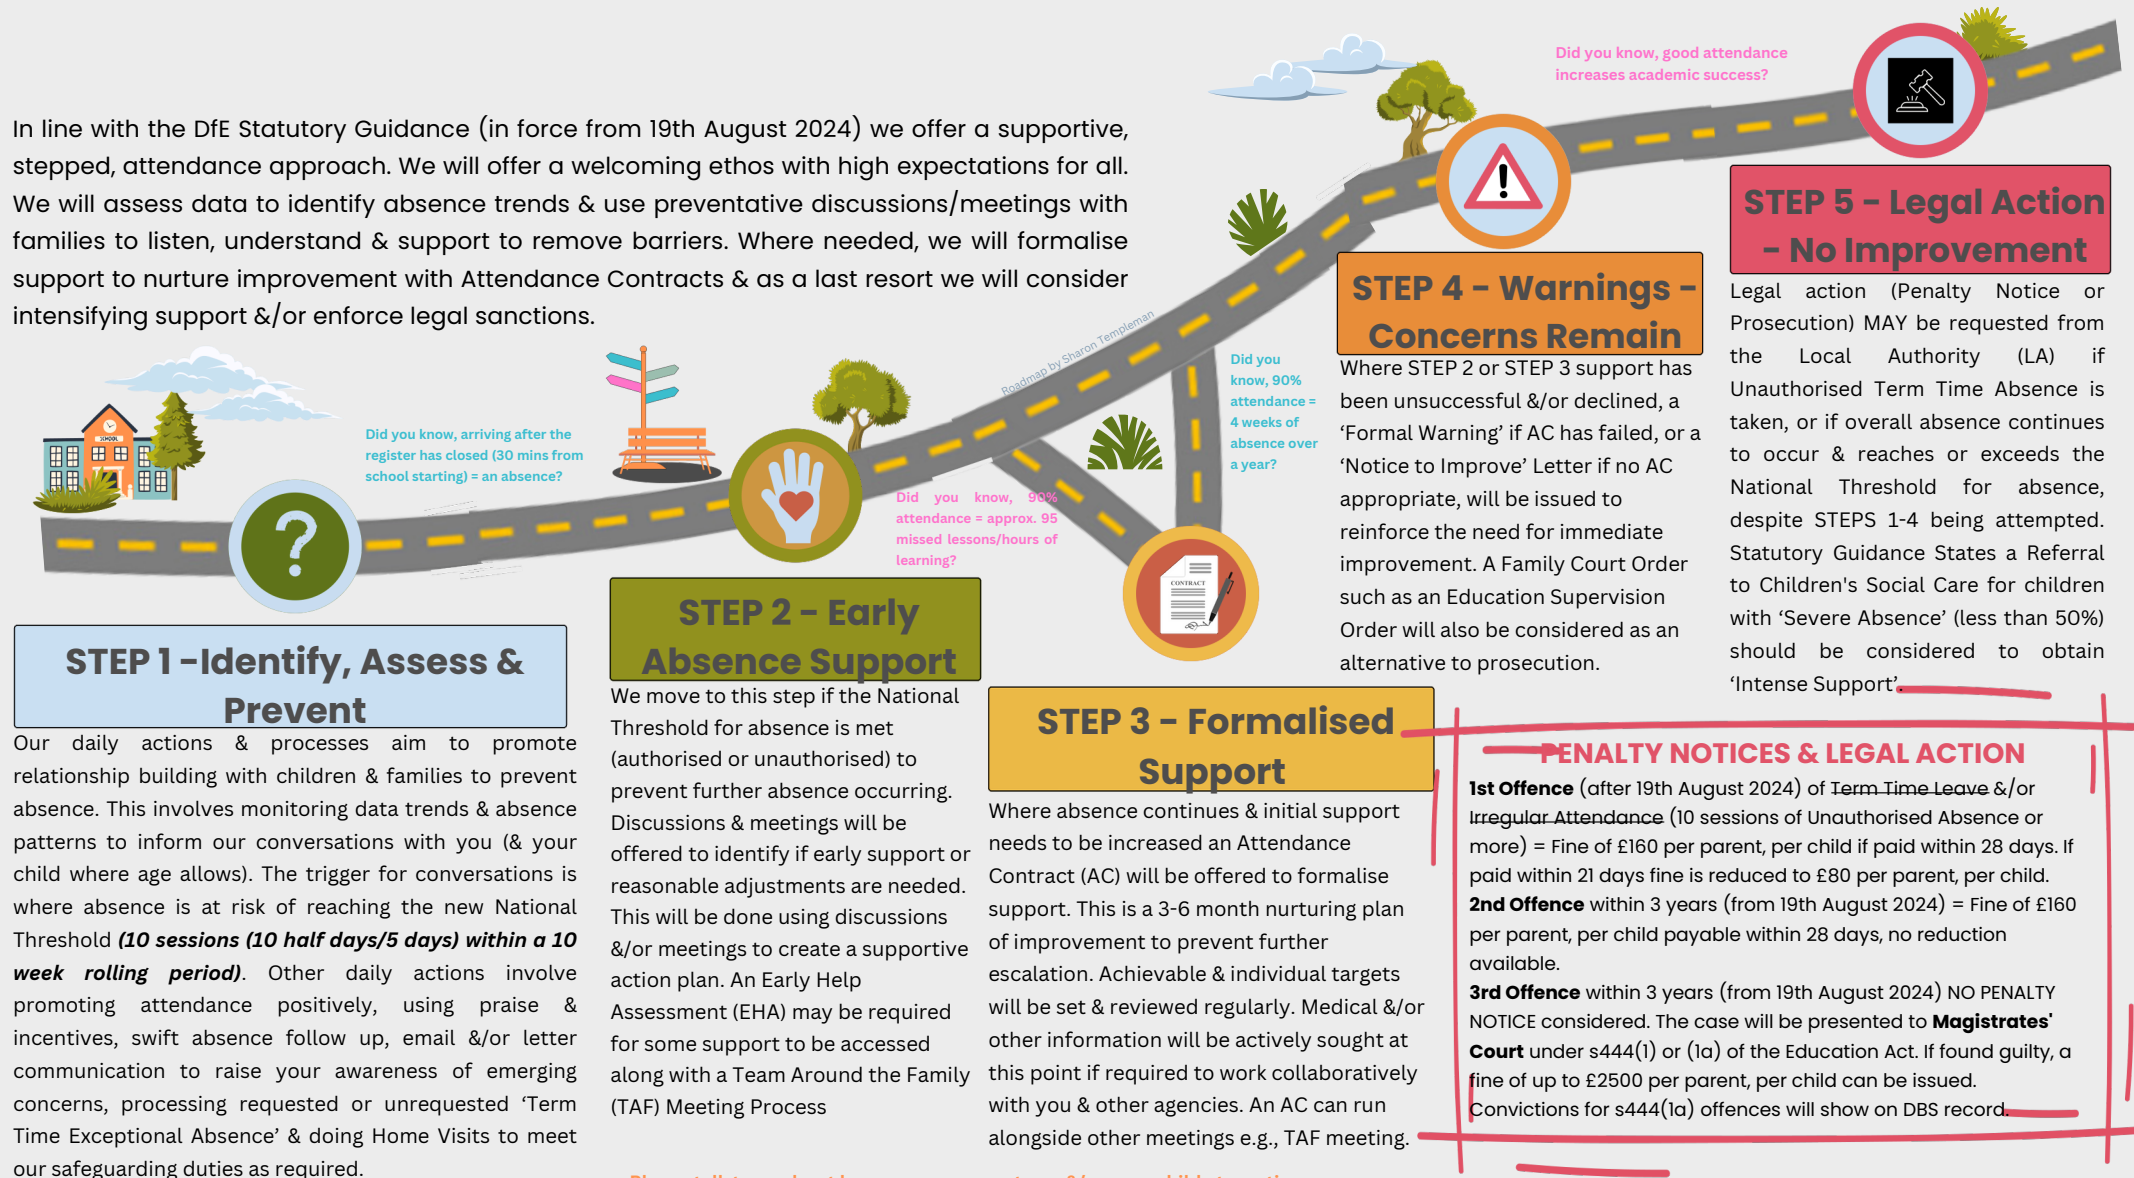 In line with the DfE Statutory Guidance (in force from 19th August 2024) we offer a supportive,
stepped, attendance approach. We will offer a welcoming ethos with high expectations for all.
We will assess data to identify absence trends & use preventative discussions/meetings with
families to listen, understand & support to remove barriers. Where needed, we will formalise
support to nurture improvement with Attendance Contracts & as a last resort we will consider
intensifying support &/or enforce legal sanctions.
SCHOOL
Did you know, arriving after the
register has closed (30 mins from
school starting) = an absence?
Did you know, 90%
attendance = approx. 95
missed lessons/hours of
learning?
Roadmap by Sharon Templeman
Did you
know, 90%
attendance =
4 weeks of
absence over
a year?
Did you know, good attendance
increases academic success?
CONTRACT
STEP 1 -Identify, Assess &
Prevent
Our daily actions & processes aim to promote
relationship building with children & families to prevent
absence. This involves monitoring data trends & absence
patterns to inform our conversations with you (& your
child where age allows). The trigger for conversations is
where absence is at risk of reaching the new National
Threshold (10 sessions (10 half days/5 days) within a 10
week rolling period). Other daily actions involve
promoting attendance positively, using praise &
incentives, swift absence follow up, email &/or letter
communication to raise your awareness of emerging
concerns, processing requested or unrequested ‘Term
Time Exceptional Absence’ & doing Home Visits to meet
our safeguarding duties as required.
STEP 2 - Early
Absence Support
We move to this step if the National
Threshold for absence is met
(authorised or unauthorised) to
prevent further absence occurring.
Discussions & meetings will be
offered to identify if early support or
reasonable adjustments are needed.
This will be done using discussions
&/or meetings to create a supportive
action plan. An Early Help
Assessment (EHA) may be required
for some support to be accessed
along with a Team Around the Family
(TAF) Meeting Process
STEP 3 - Formalised
Support
Where absence continues & initial support
needs to be increased an Attendance
Contract (AC) will be offered to formalise
support. This is a 3-6 month nurturing plan
of improvement to prevent further
escalation. Achievable & individual targets
will be set & reviewed regularly. Medical &/or
other information will be actively sought at
this point if required to work collaboratively
with you & other agencies. An AC can run
alongside other meetings e.g., TAF meeting.
STEP 4 - Warnings -
Concerns Remain
Where STEP 2 or STEP 3 support has
been unsuccessful &/or declined, a
‘Formal Warning’ if AC has failed, or a
‘Notice to Improve’ Letter if no AC
appropriate, will be issued to
reinforce the need for immediate
improvement. A Family Court Order
such as an Education Supervision
Order will also be considered as an
alternative to prosecution.
STEP 5 - Legal Action
- No Improvement
Legal action (Penalty Notice or
Prosecution) MAY be requested from
the Local Authority (LA) if
Unauthorised Term Time Absence is
taken, or if overall absence continues
to occur & reaches or exceeds the
National Threshold for absence,
despite STEPS 1-4 being attempted.
Statutory Guidance States a Referral
to Children's Social Care for children
with ‘Severe Absence’ (less than 50%)
should be considered to obtain
‘Intense Support’.
PENALTY NOTICES & LEGAL ACTION
1st Offence (after 19th August 2024) of Term Time Leave &/or
Irregular Attendance (10 sessions of Unauthorised Absence or
more) = Fine of £160 per parent, per child if paid within 28 days. If
paid within 21 days fine is reduced to £80 per parent, per child.
2nd Offence within 3 years (from 19th August 2024) = Fine of £160
per parent, per child payable within 28 days, no reduction
available.
3rd Offence within 3 years (from 19th August 2024) NO PENALTY
NOTICE considered. The case will be presented to Magistrates'
Court under s444(1) or (1a) of the Education Act. If found guilty, a
fine of up to £2500 per parent, per child can be issued.
Convictions for s444(1a) offences will show on DBS record.